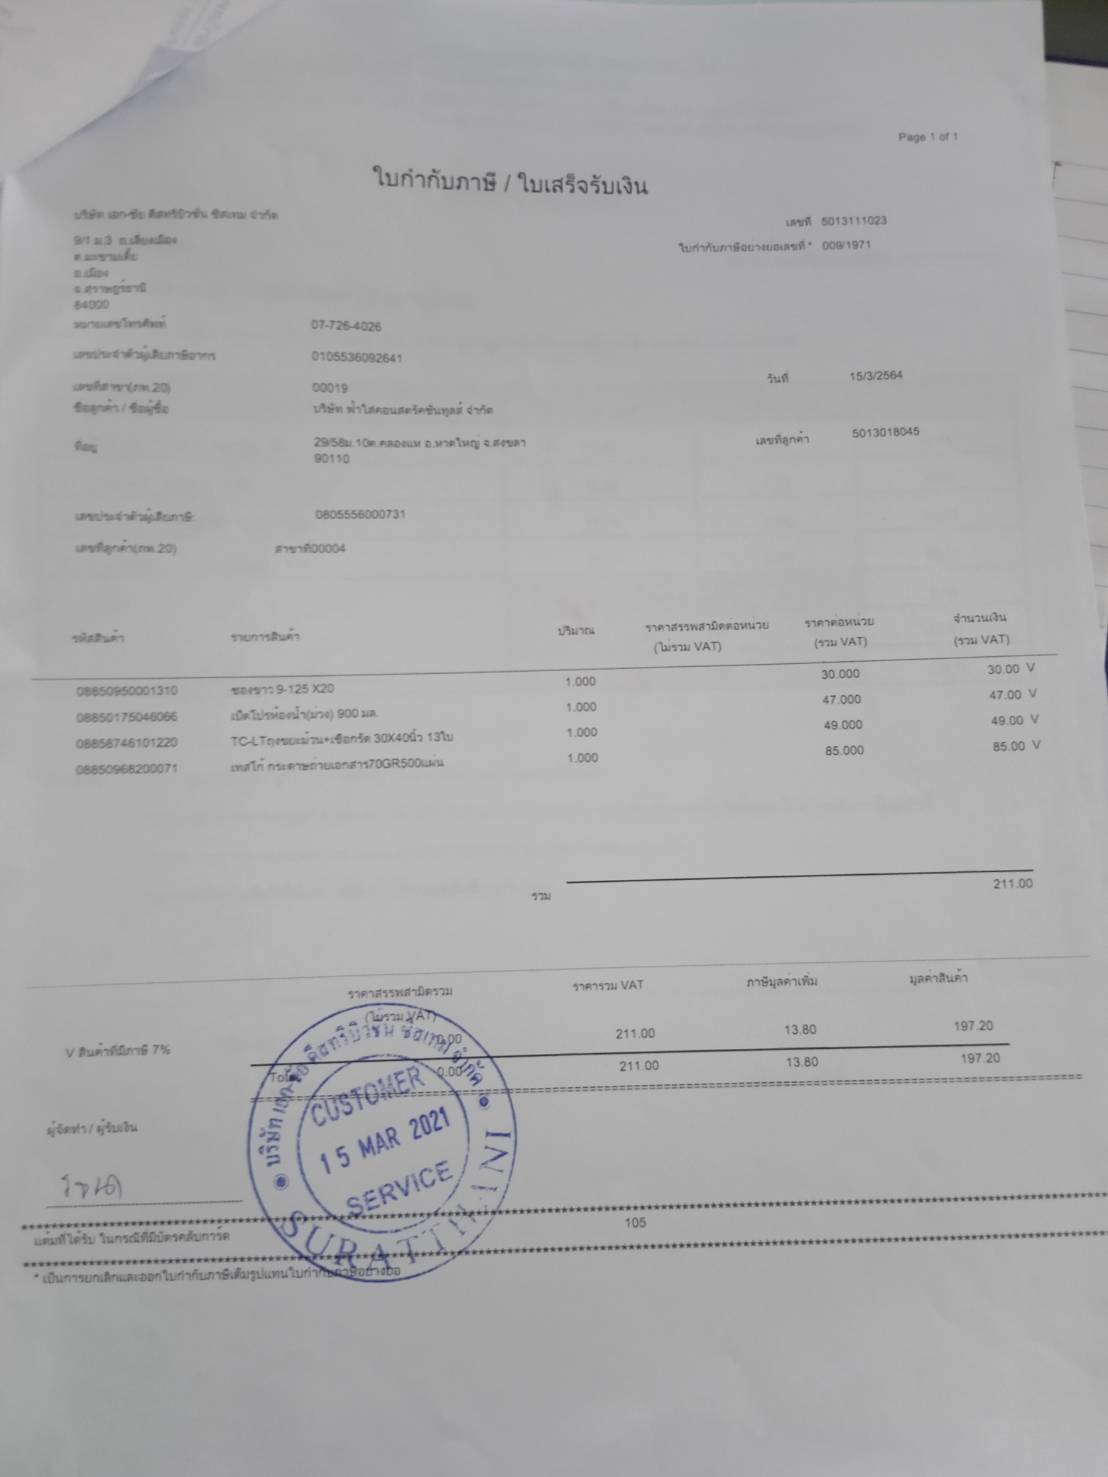 Page 1 of 1
ใบกำกับภาษี / ใบเสร็จรับเงิน
บริษัท เอก-ชัย ดีสทริบิวชั่น ซิสเทม จำกัด
เลขที่ 5013111023
9/1 ม.3 ถ.เลี่ยงเมือง
ใบกำกับภาษีอย่างย่อเลขที่ * 009/1971
ต.มะขามเตี้ย
อ.เมือง
จ.สุราษฎร์ธานี
84000
หมายเลขโทรศัพท์ 07-726-4026
เลขประจำตัวผู้เสียภาษีอากร 0105536092641
วันที่ 15/3/2564
เลขที่สาขา(ภพ.20) 00019
ชื่อลูกค้า / ชื่อผู้ซื้อ บริษัท ฟ้าใสคอนสตรัคชั่นทูลส์ จำกัด
ที่อยู่ 29/58ม.10ต.คลองแห อ.หาดใหญ่ จ.สงขลา
เลขที่ลูกค้า 5013018045
90110
เลขประจำตัวผู้เสียภาษี: 0805556000731
เลขที่ลูกค้า(ภพ.20) สาขาที่00004
รหัสสินค้า รายการสินค้า ปริมาณ ราคาสรรพสามิตต่อหน่วย ราคาต่อหน่วย จำนวนเงิน
(ไม่รวม VAT) (รวม VAT) (รวม VAT)
08850950001310 ซองขาว 9-125 X20 1.000 30.000 30.00 V
08850175046066 เป็ดโปรห้องน้ำ(ม่วง) 900 มล. 1.000 47.000 47.00 V
08858746101220 TC-LTถุงขยะม้วน+เชือกรัด 30X40นิ้ว 13ใบ 1.000 49.000 49.00 V
08850968200071 เทสโก้ กระดาษถ่ายเอกสาร70GR500แผ่น 1.000 85.000 85.00 V
รวม 211.00
ราคาสรรพสามิตรวม ราคารวม VAT ภาษีมูลค่าเพิ่ม มูลค่าสินค้า
(ไม่รวม VAT)
V สินค้าที่มีภาษี 7% 0.00 211.00 13.80 197.20
Total 0.00 211.00 13.80 197.20
บริษัท เอก-ชัย ดีสทริบิวชั่น ซิสเทม จำกัด
CUSTOMER
15 MAR 2021
SERVICE
SURATTHANI
ผู้จัดทำ / ผู้รับเงิน
แต้มที่ได้รับ ในกรณีที่มีบัตรคลับการ์ด 105
* เป็นการยกเลิกและออกใบกำกับภาษีเต็มรูปแทนใบกำกับภาษีอย่างย่อ